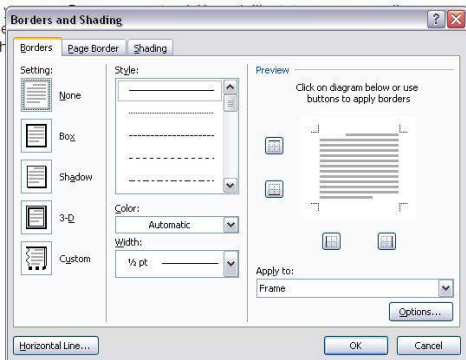 Borders and Shading
Borders Page Border Shading
Setting:
None
Box
Shadow
3-D
Custom
Style:
Color:
Automatic
Width:
½ pt
Preview
Click on diagram below or use
buttons to apply borders
Apply to:
Frame
Options...
Horizontal Line...
OK Cancel